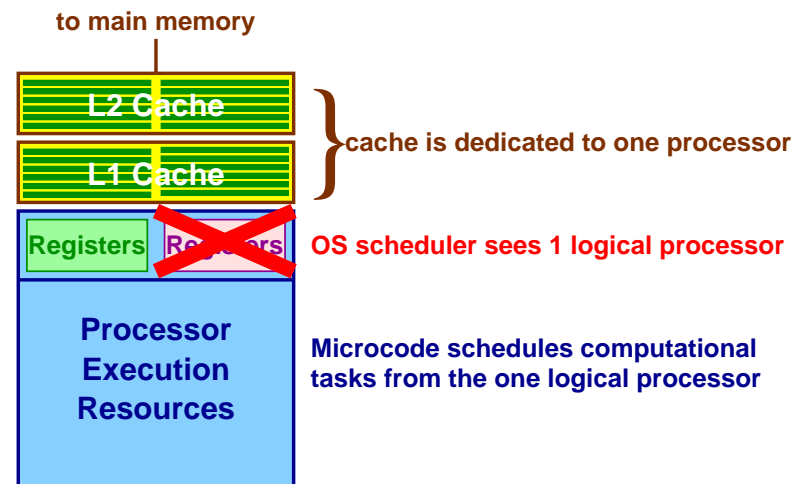 to main memory
L2 Cache
cache is dedicated to one processor
L1 Cache
Registers
Registers
OS scheduler sees 1 logical processor
Processor
Execution
Resources
Microcode schedules computational
tasks from the one logical processor